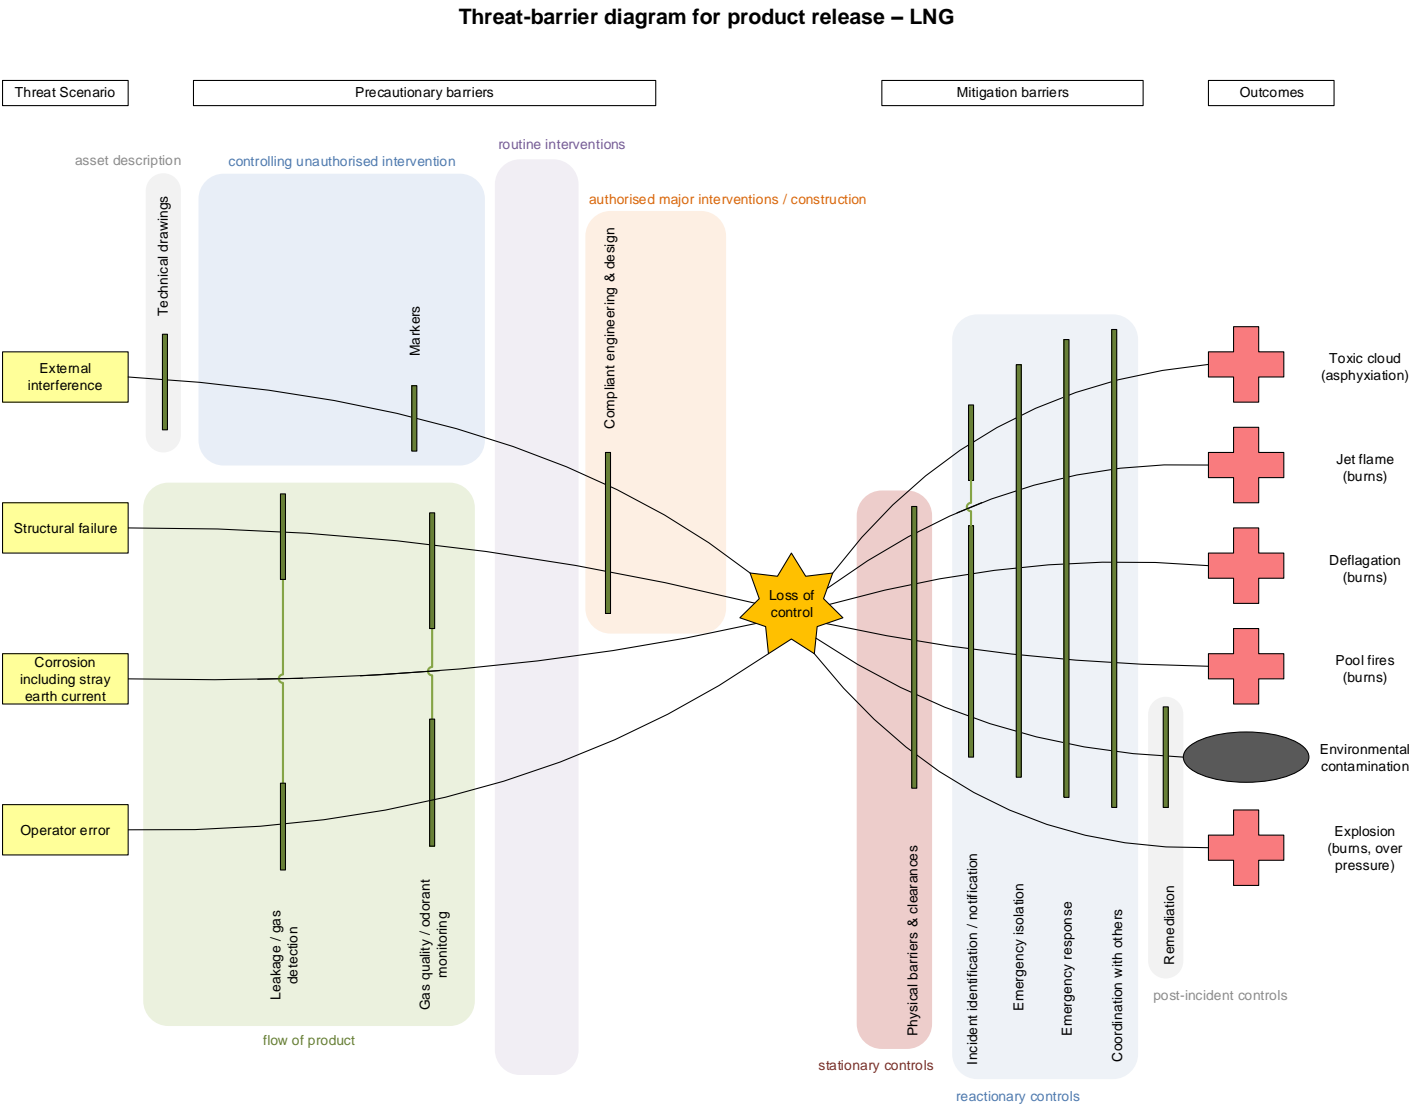 Threat-barrier diagram for product release – LNG
Threat Scenario
Precautionary barriers
Mitigation barriers
Outcomes
routine interventions
asset description
controlling unauthorised intervention
authorised major interventions / construction
Technical drawings
Markers
Compliant engineering & design
External
interference
Structural failure
Corrosion
including stray
earth current
Operator error
Loss of
control
Toxic cloud
(asphyxiation)
Jet flame
(burns)
Deflagation
(burns)
Pool fires
(burns)
Environmental
contamination
Explosion
(burns, over
pressure)
Leakage / gas
detection
Gas quality / odorant
monitoring
Physical barriers & clearances
Incident identification / notification
Emergency isolation
Emergency response
Coordination with others
Remediation
post-incident controls
flow of product
stationary controls
reactionary controls